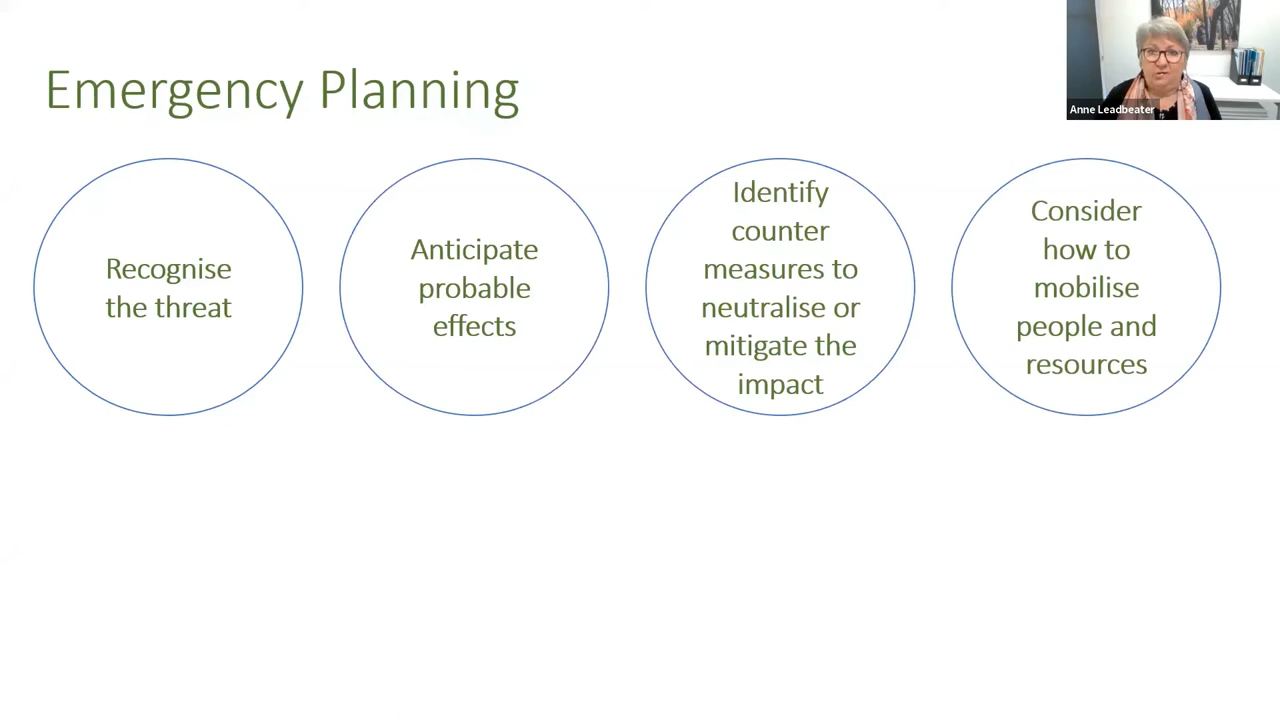 Emergency Planning
Anne Leadbeater
Recognise
the threat
Anticipate
probable
effects
Identify
counter
measures to
neutralise or
mitigate the
impact
Consider
how to
mobilise
people and
resources